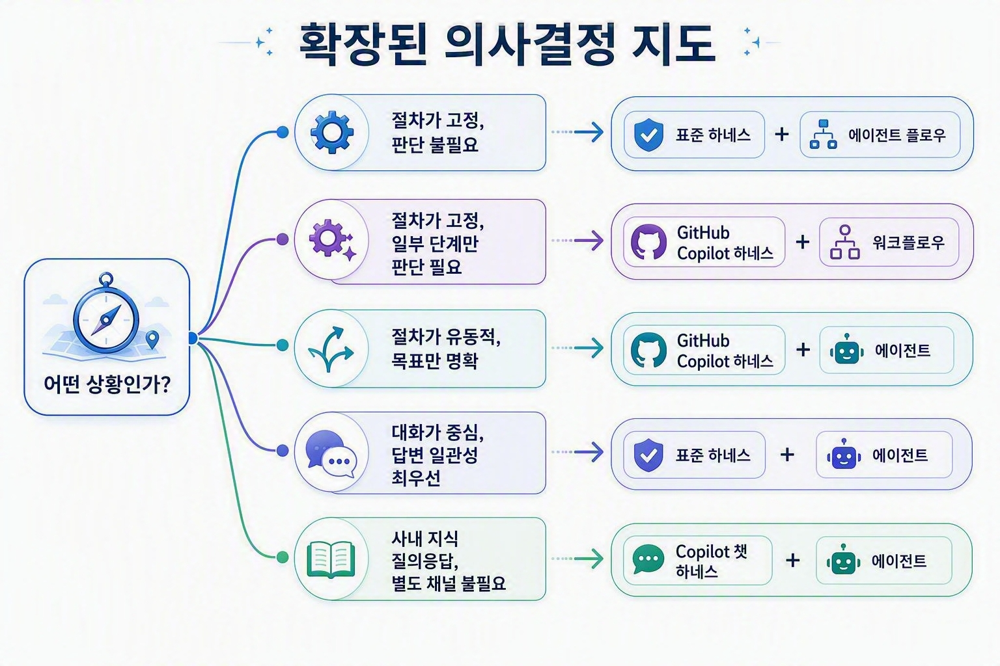 확장된 의사결정 지도
어떤 상황인가?
절차가 고정,
판단 불필요
표준 하네스 + 에이전트 플로우
절차가 고정,
일부 단계만
판단 필요
GitHub
Copilot 하네스 + 워크플로우
절차가 유동적,
목표만 명확
GitHub
Copilot 하네스 + 에이전트
대화가 중심,
답변 일관성
최우선
표준 하네스 + 에이전트
사내 지식
질의응답,
별도 채널 불필요
Copilot 챗
하네스 + 에이전트